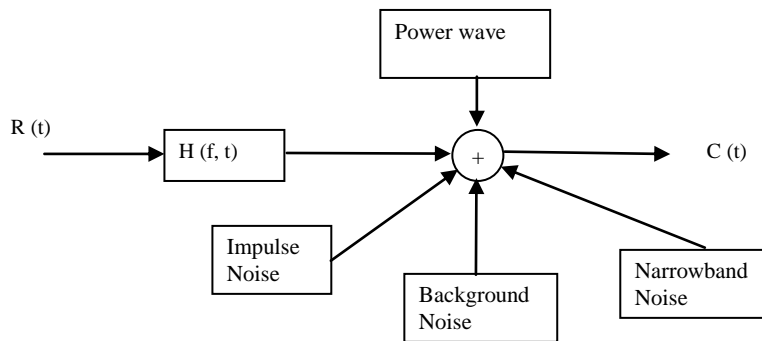 Power wave
R (t)
H (f, t)
+
C (t)
Impulse
Noise
Background
Noise
Narrowband
Noise